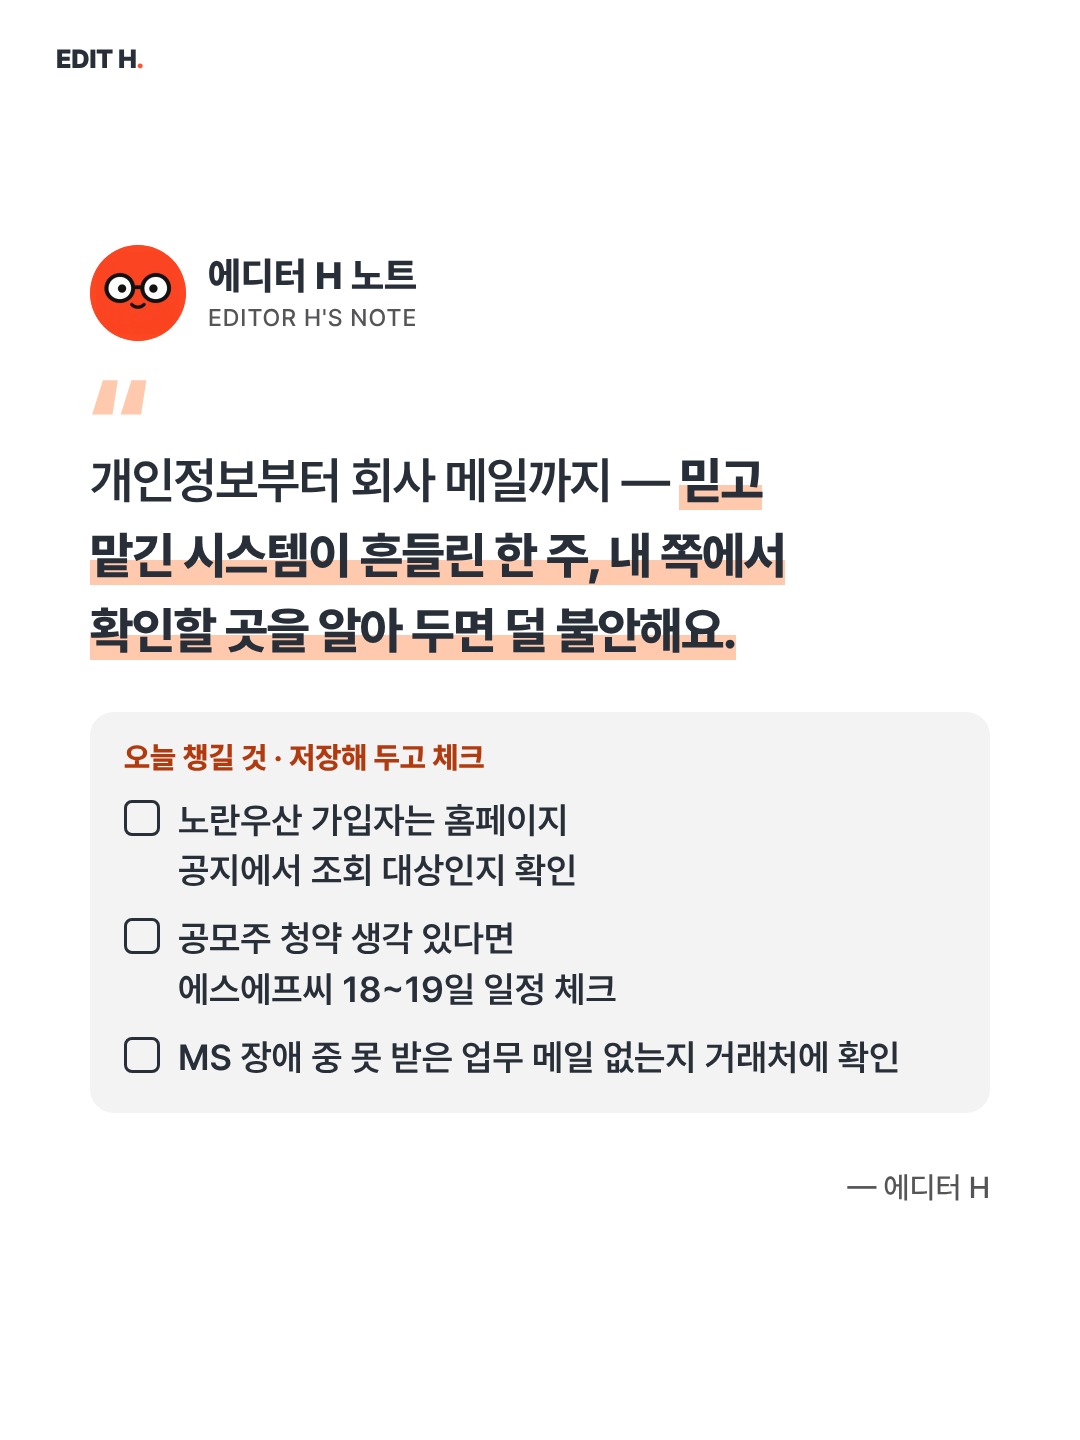 EDIT H.
에디터 H 노트
EDITOR H'S NOTE
"
개인정보부터 회사 메일까지 — 믿고
맡긴 시스템이 흔들린 한 주, 내 쪽에서
확인할 곳을 알아 두면 덜 불안해요.
오늘 챙길 것 · 저장해 두고 체크
노란우산 가입자는 홈페이지
공지에서 조회 대상인지 확인
공모주 청약 생각 있다면
에스에프씨 18~19일 일정 체크
MS 장애 중 못 받은 업무 메일 없는지 거래처에 확인
— 에디터 H